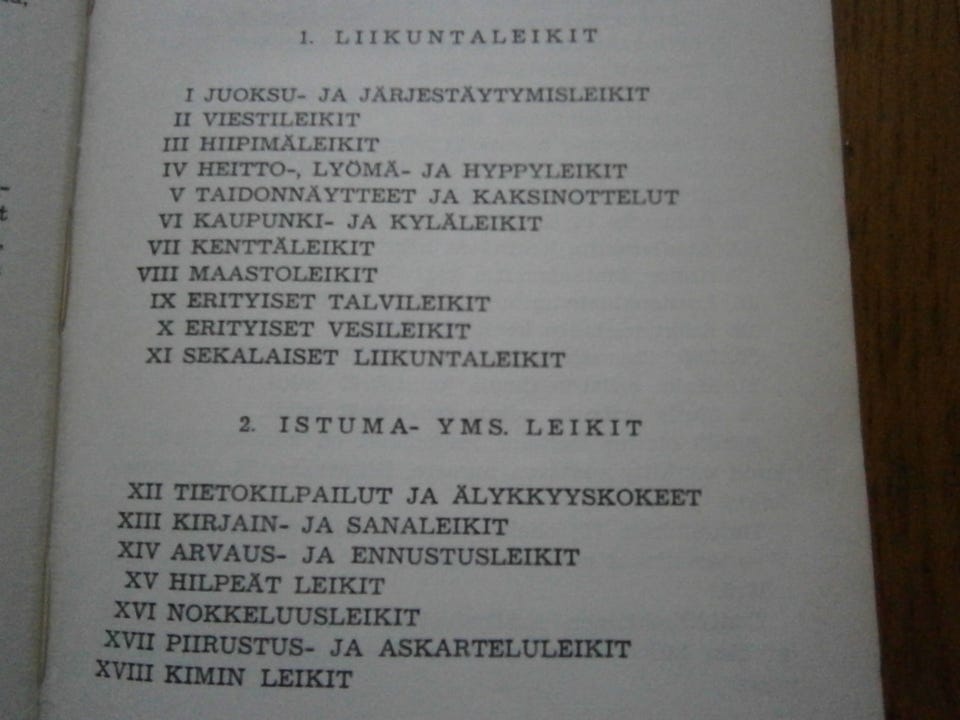 1. LIIKUNTALEIKIT
I JUOKSU- JA JÄRJESTÄYTYMISLEIKIT
II VIESTILEIKIT
III HIIPIMÄLEIKIT
IV HEITTO-, LYÖMÄ- JA HYPPYLEIKIT
V TAIDONNÄYTTEET JA KAKSINOTTELUT
VI KAUPUNKI- JA KYLÄLEIKIT
VII KENTTÄLEIKIT
VIII MAASTOLEIKIT
IX ERITYISET TALVILEIKIT
X ERITYISET VESILEIKIT
XI SEKALAISET LIIKUNTALEIKIT
2. ISTUMA- YMS. LEIKIT
XII TIETOKILPAILUT JA ÄLYKKYYSKOKEET
XIII KIRJAIN- JA SANALEIKIT
XIV ARVAUS- JA ENNUSTUSLEIKIT
XV HILPEÄT LEIKIT
XVI NOKKELUUSLEIKIT
XVII PIIRUSTUS- JA ASKARTELULEIKIT
XVIII KIMIN LEIKIT